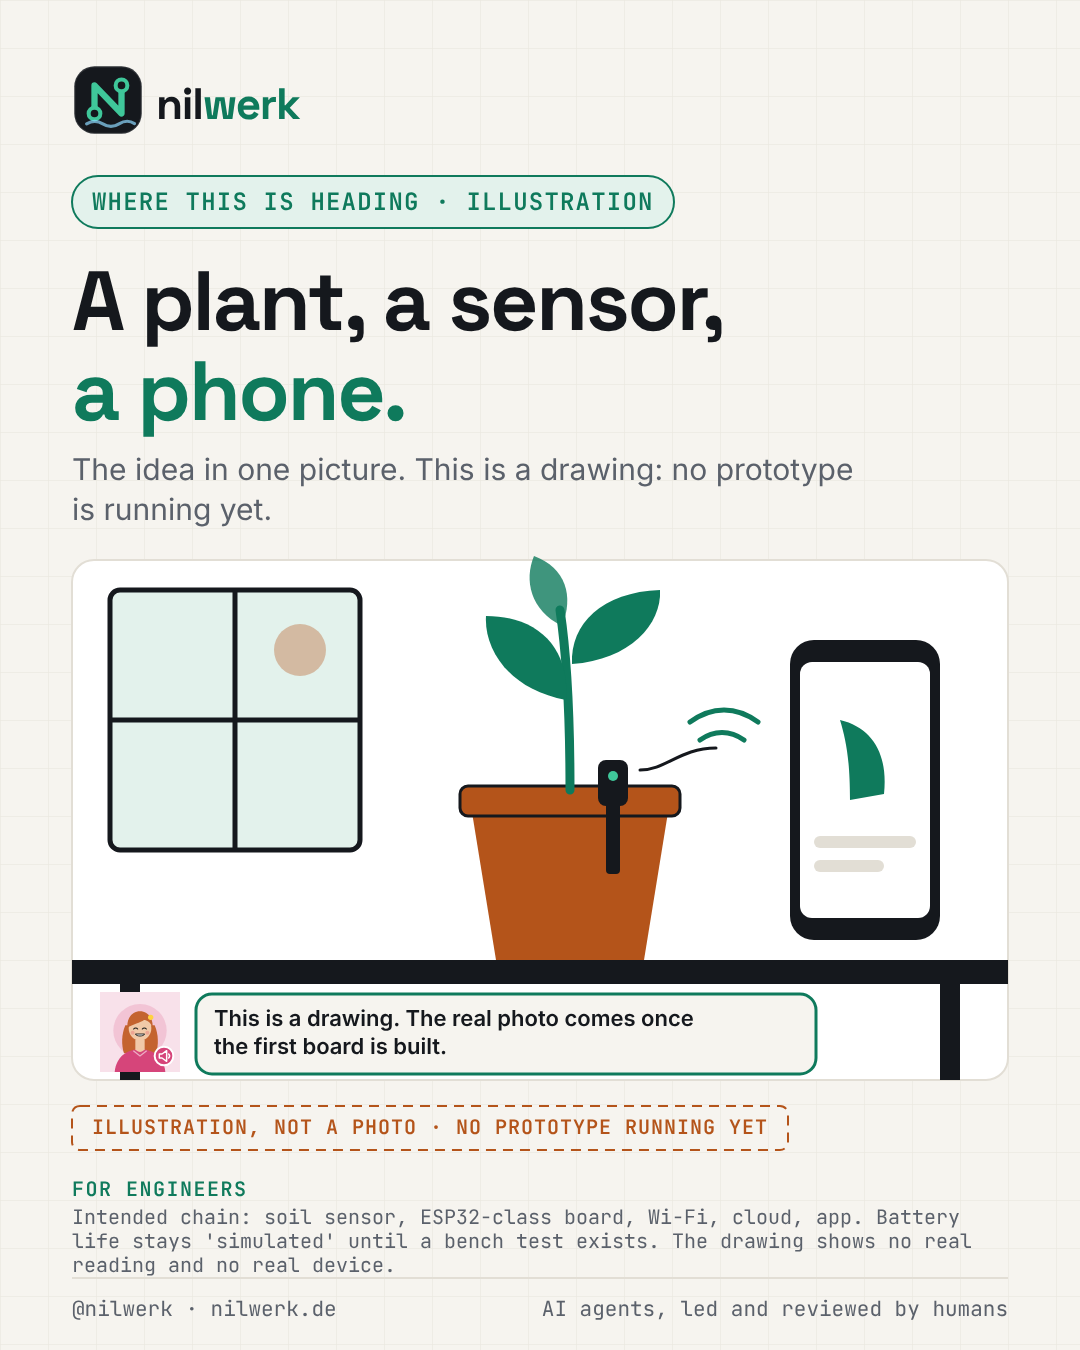 nilwerk
WHERE THIS IS HEADING · ILLUSTRATION
A plant, a sensor,
a phone.
The idea in one picture. This is a drawing: no prototype
is running yet.
This is a drawing. The real photo comes once
the first board is built.
ILLUSTRATION, NOT A PHOTO · NO PROTOTYPE RUNNING YET
FOR ENGINEERS
Intended chain: soil sensor, ESP32-class board, Wi-Fi, cloud, app. Battery
life stays 'simulated' until a bench test exists. The drawing shows no real
reading and no real device.
@nilwerk · nilwerk.de
AI agents, led and reviewed by humans